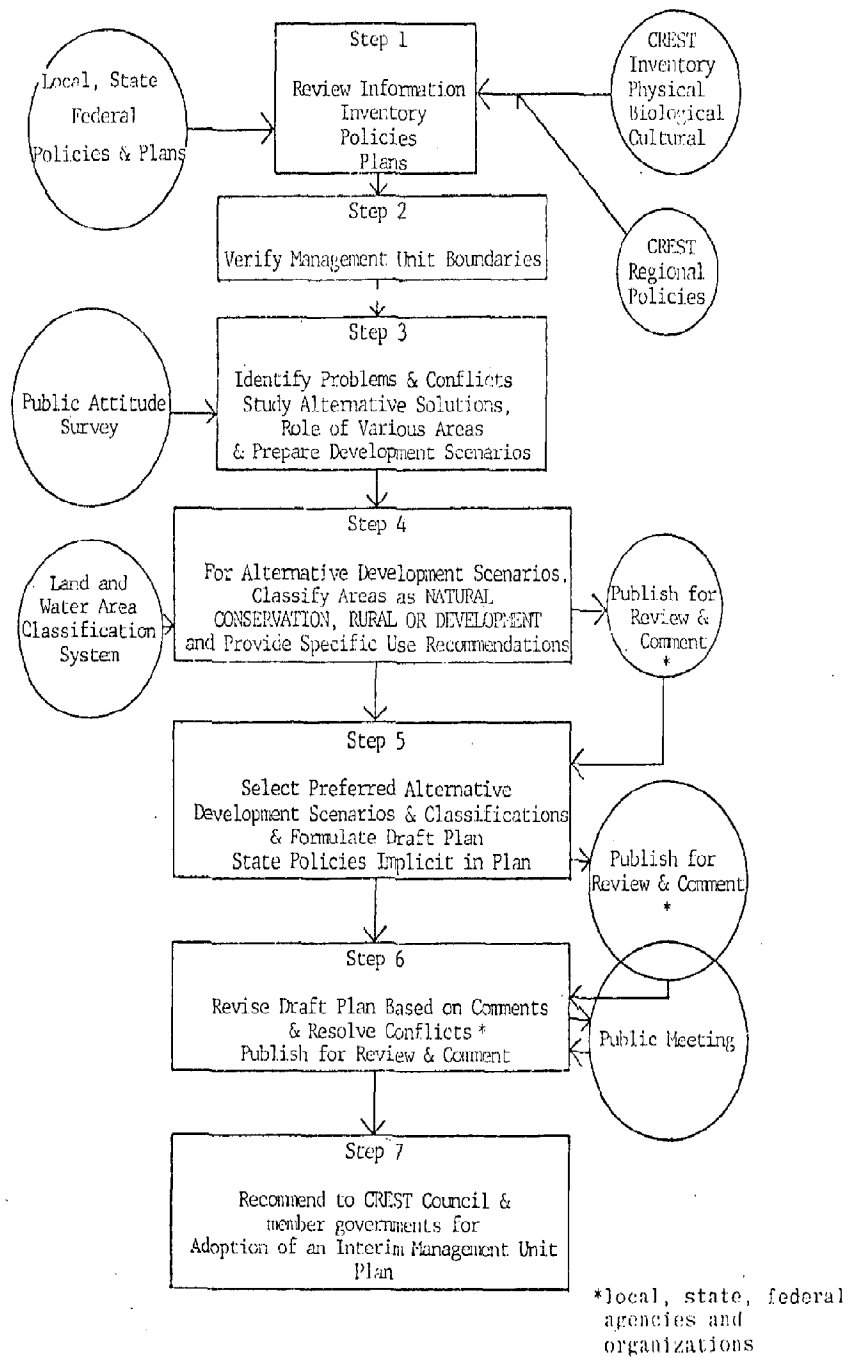 Step 1
Review Information
Inventory
Policies
Plans
Local, State
Federal
Policies & Plans
CREST
Inventory
Physical
Biological
Cultural
CREST
Regional
Policies
Step 2
Verify Management Unit Boundaries
Step 3
Identify Problems & Conflicts
Study Alternative Solutions,
Role of Various Areas
& Prepare Development Scenarios
Public Attitude
Survey
Step 4
For Alternative Development Scenarios,
Classify Areas as NATURAL
CONSERVATION, RURAL OR DEVELOPMENT
and Provide Specific Use Recommendations
Land and
Water Area
Classification
System
Publish for
Review &
Comment
*
Step 5
Select Preferred Alternative
Development Scenarios & Classifications
& Formulate Draft Plan
State Policies Implicit in Plan
Publish for
Review & Comment
*
Step 6
Revise Draft Plan Based on Comments
& Resolve Conflicts *
Publish for Review & Comment
Public Meeting
Step 7
Recommend to CREST Council &
member governments for
Adoption of an Interim Management Unit
Plan
*local, state, federal
agencies and
organizations